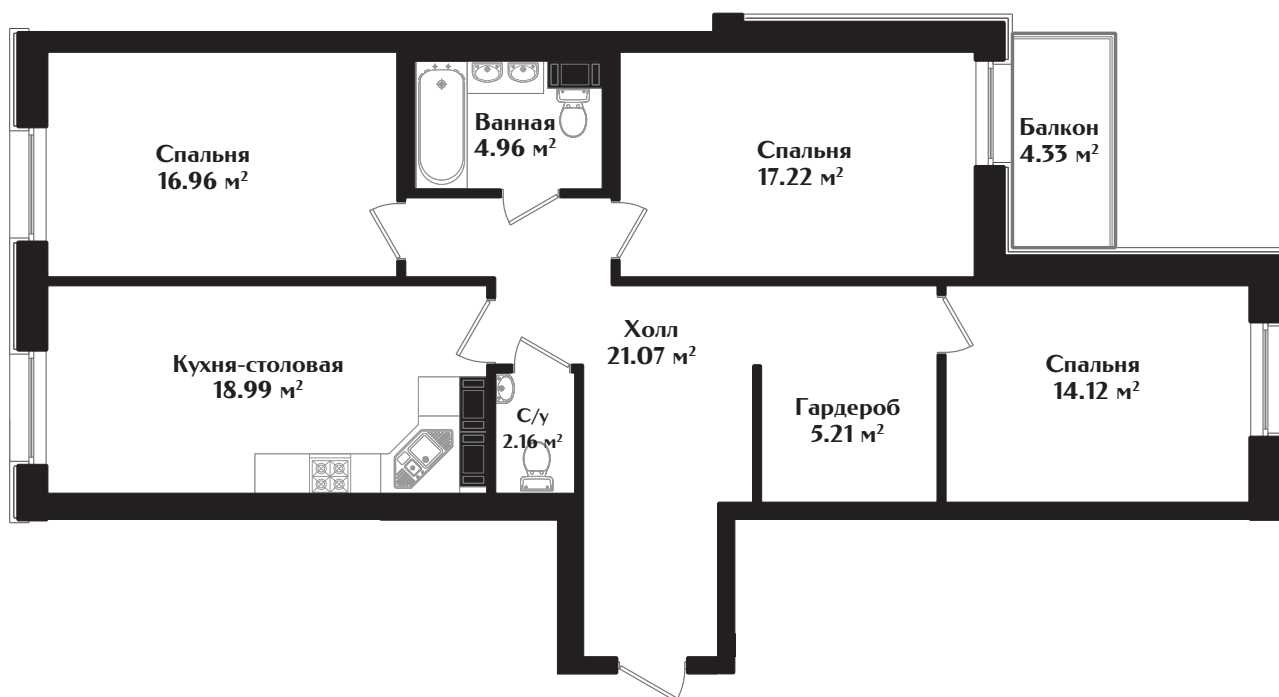 Спальня
16.96 м²
Ванная
4.96 м²
Спальня
17.22 м²
Балкон
4.33 м²
Кухня-столовая
18.99 м²
С/у
2.16 м²
Холл
21.07 м²
Гардероб
5.21 м²
Спальня
14.12 м²